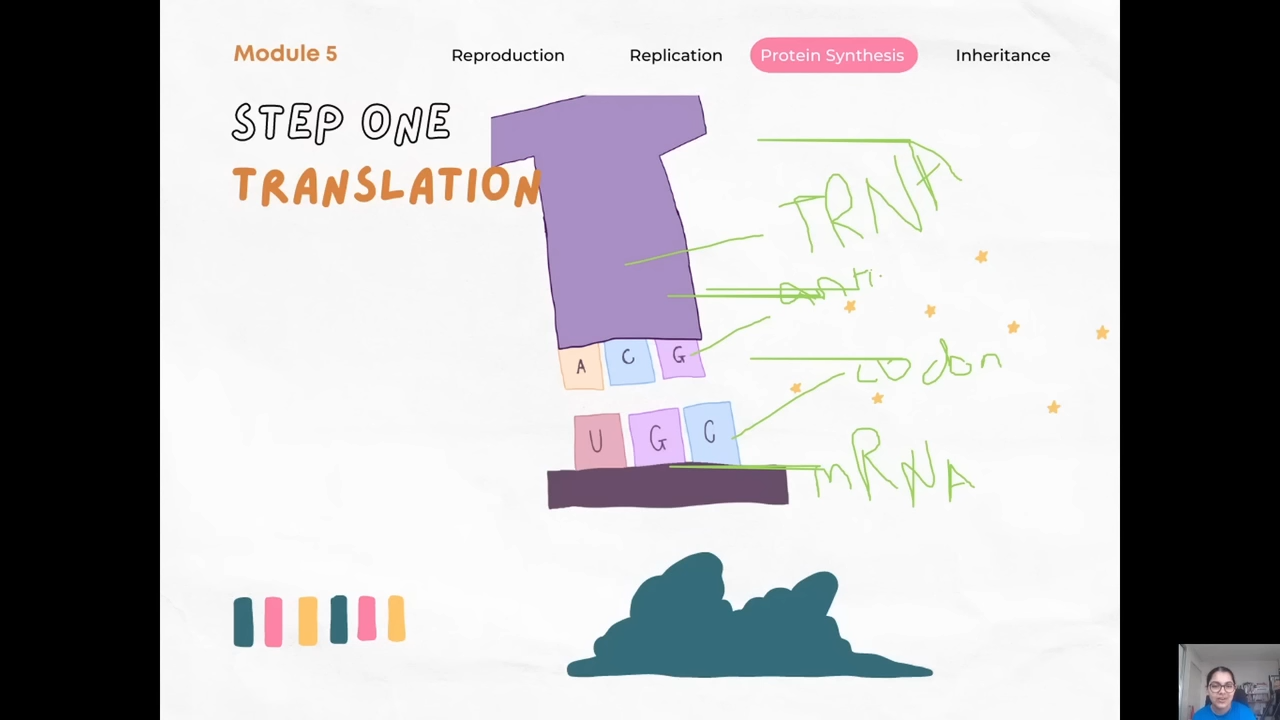 Module 5
Reproduction
Replication
Protein Synthesis
Inheritance
STEP ONE
TRANSLATION
TRNA
anti
A C G
codon
U G C
mRNA